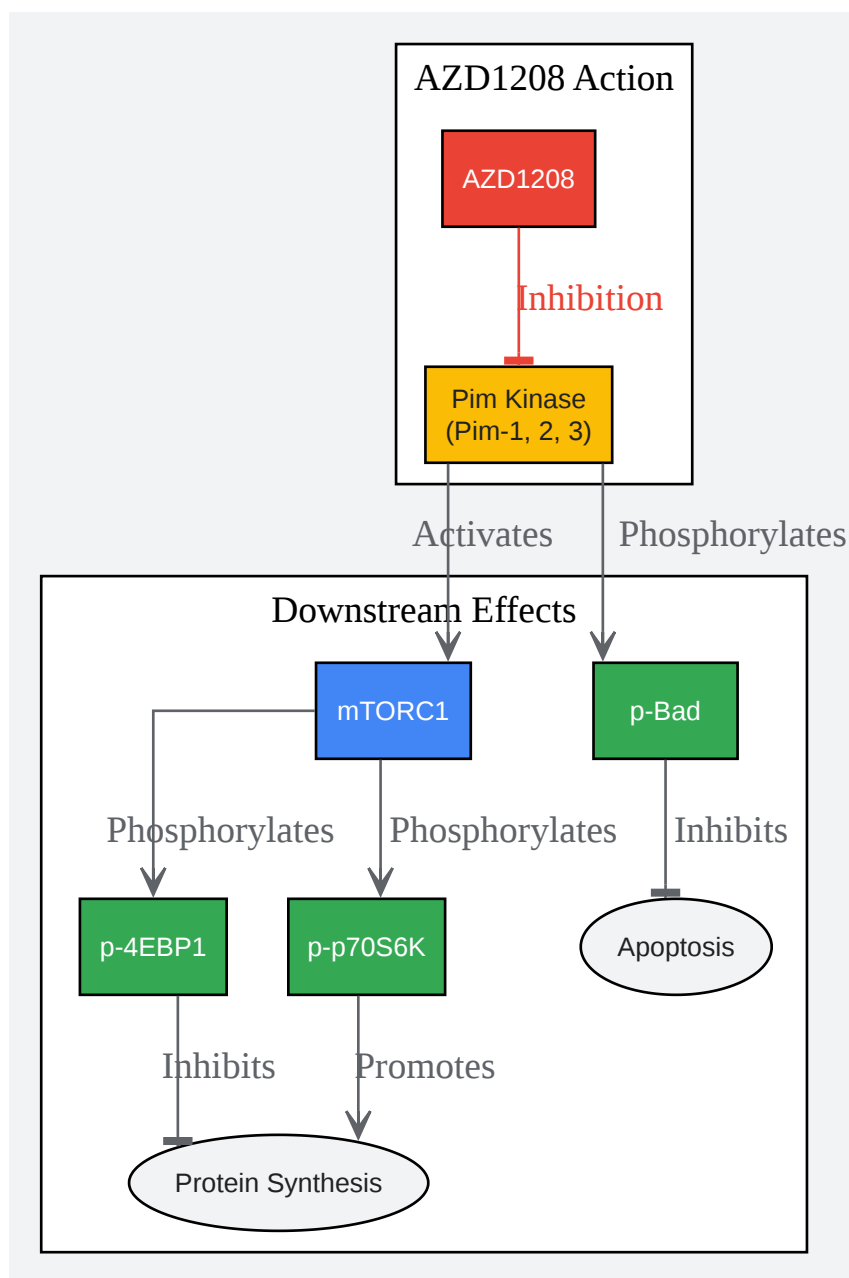 AZD1208 Action
AZD1208
Inhibition
Pim Kinase
(Pim-1, 2, 3)
Activates
Phosphorylates
Downstream Effects
mTORC1
p-Bad
Phosphorylates
Phosphorylates
Inhibits
p-4EBP1
p-p70S6K
Apoptosis
Inhibits
Promotes
Protein Synthesis